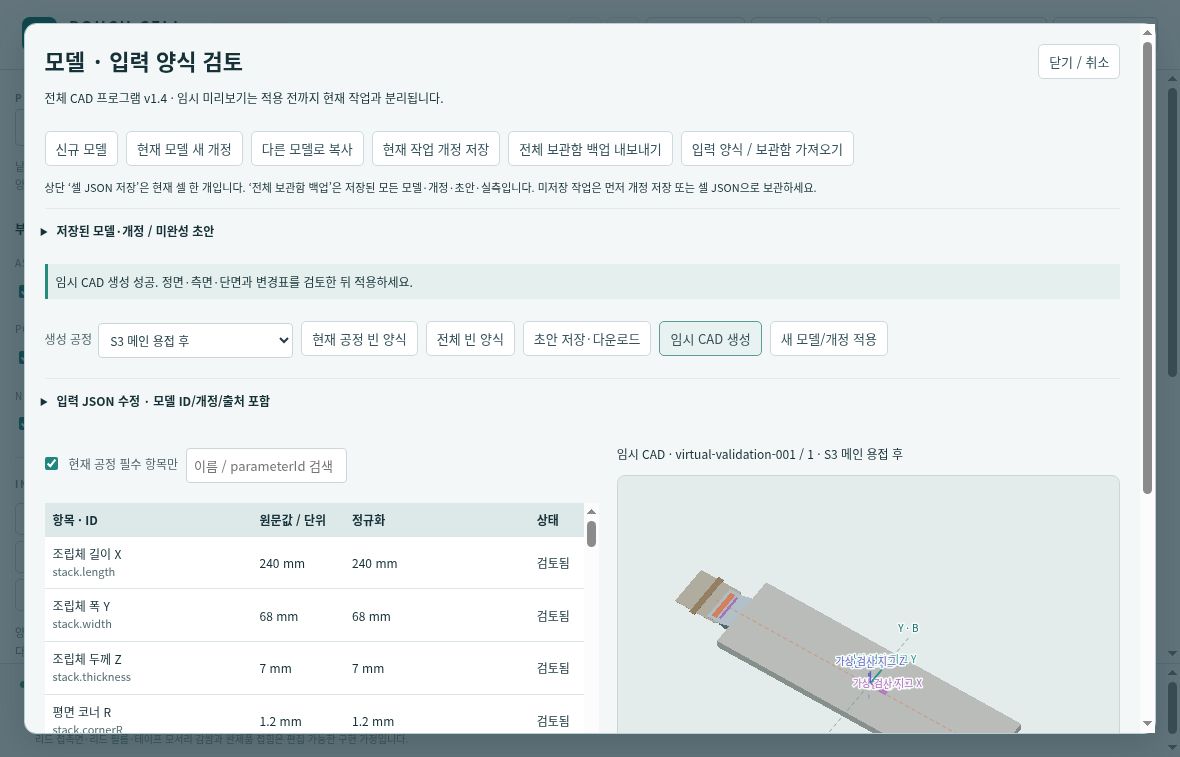 모델 · 입력 양식 검토
닫기 / 취소
전체 CAD 프로그램 v1.4 · 임시 미리보기는 적용 전까지 현재 작업과 분리됩니다.
신규 모델
현재 모델 새 개정
다른 모델로 복사
현재 작업 개정 저장
전체 보관함 백업 내보내기
입력 양식 / 보관함 가져오기
상단 ‘셀 JSON 저장’은 현재 셀 한 개입니다. ‘전체 보관함 백업’은 저장된 모든 모델·개정·초안·실측입니다. 미저장 작업은 먼저 개정 저장 또는 셀 JSON으로 보관하세요.
저장된 모델·개정 / 미완성 초안
임시 CAD 생성 성공. 정면·측면·단면과 변경표를 검토한 뒤 적용하세요.
생성 공정
S3 메인 용접 후
현재 공정 빈 양식
전체 빈 양식
초안 저장·다운로드
임시 CAD 생성
새 모델/개정 적용
입력 JSON 수정 · 모델 ID/개정/출처 포함
현재 공정 필수 항목만
이름 / parameterId 검색
임시 CAD · virtual-validation-001 / 1 · S3 메인 용접 후
항목 · ID 원문값 / 단위 정규화 상태
조립체 길이 X
stack.length
240 mm 240 mm 검토됨
조립체 폭 Y
stack.width
68 mm 68 mm 검토됨
조립체 두께 Z
stack.thickness
7 mm 7 mm 검토됨
평면 코너 R
stack.cornerR
1.2 mm 1.2 mm 검토됨
Y · B
가상 검사 지그 X